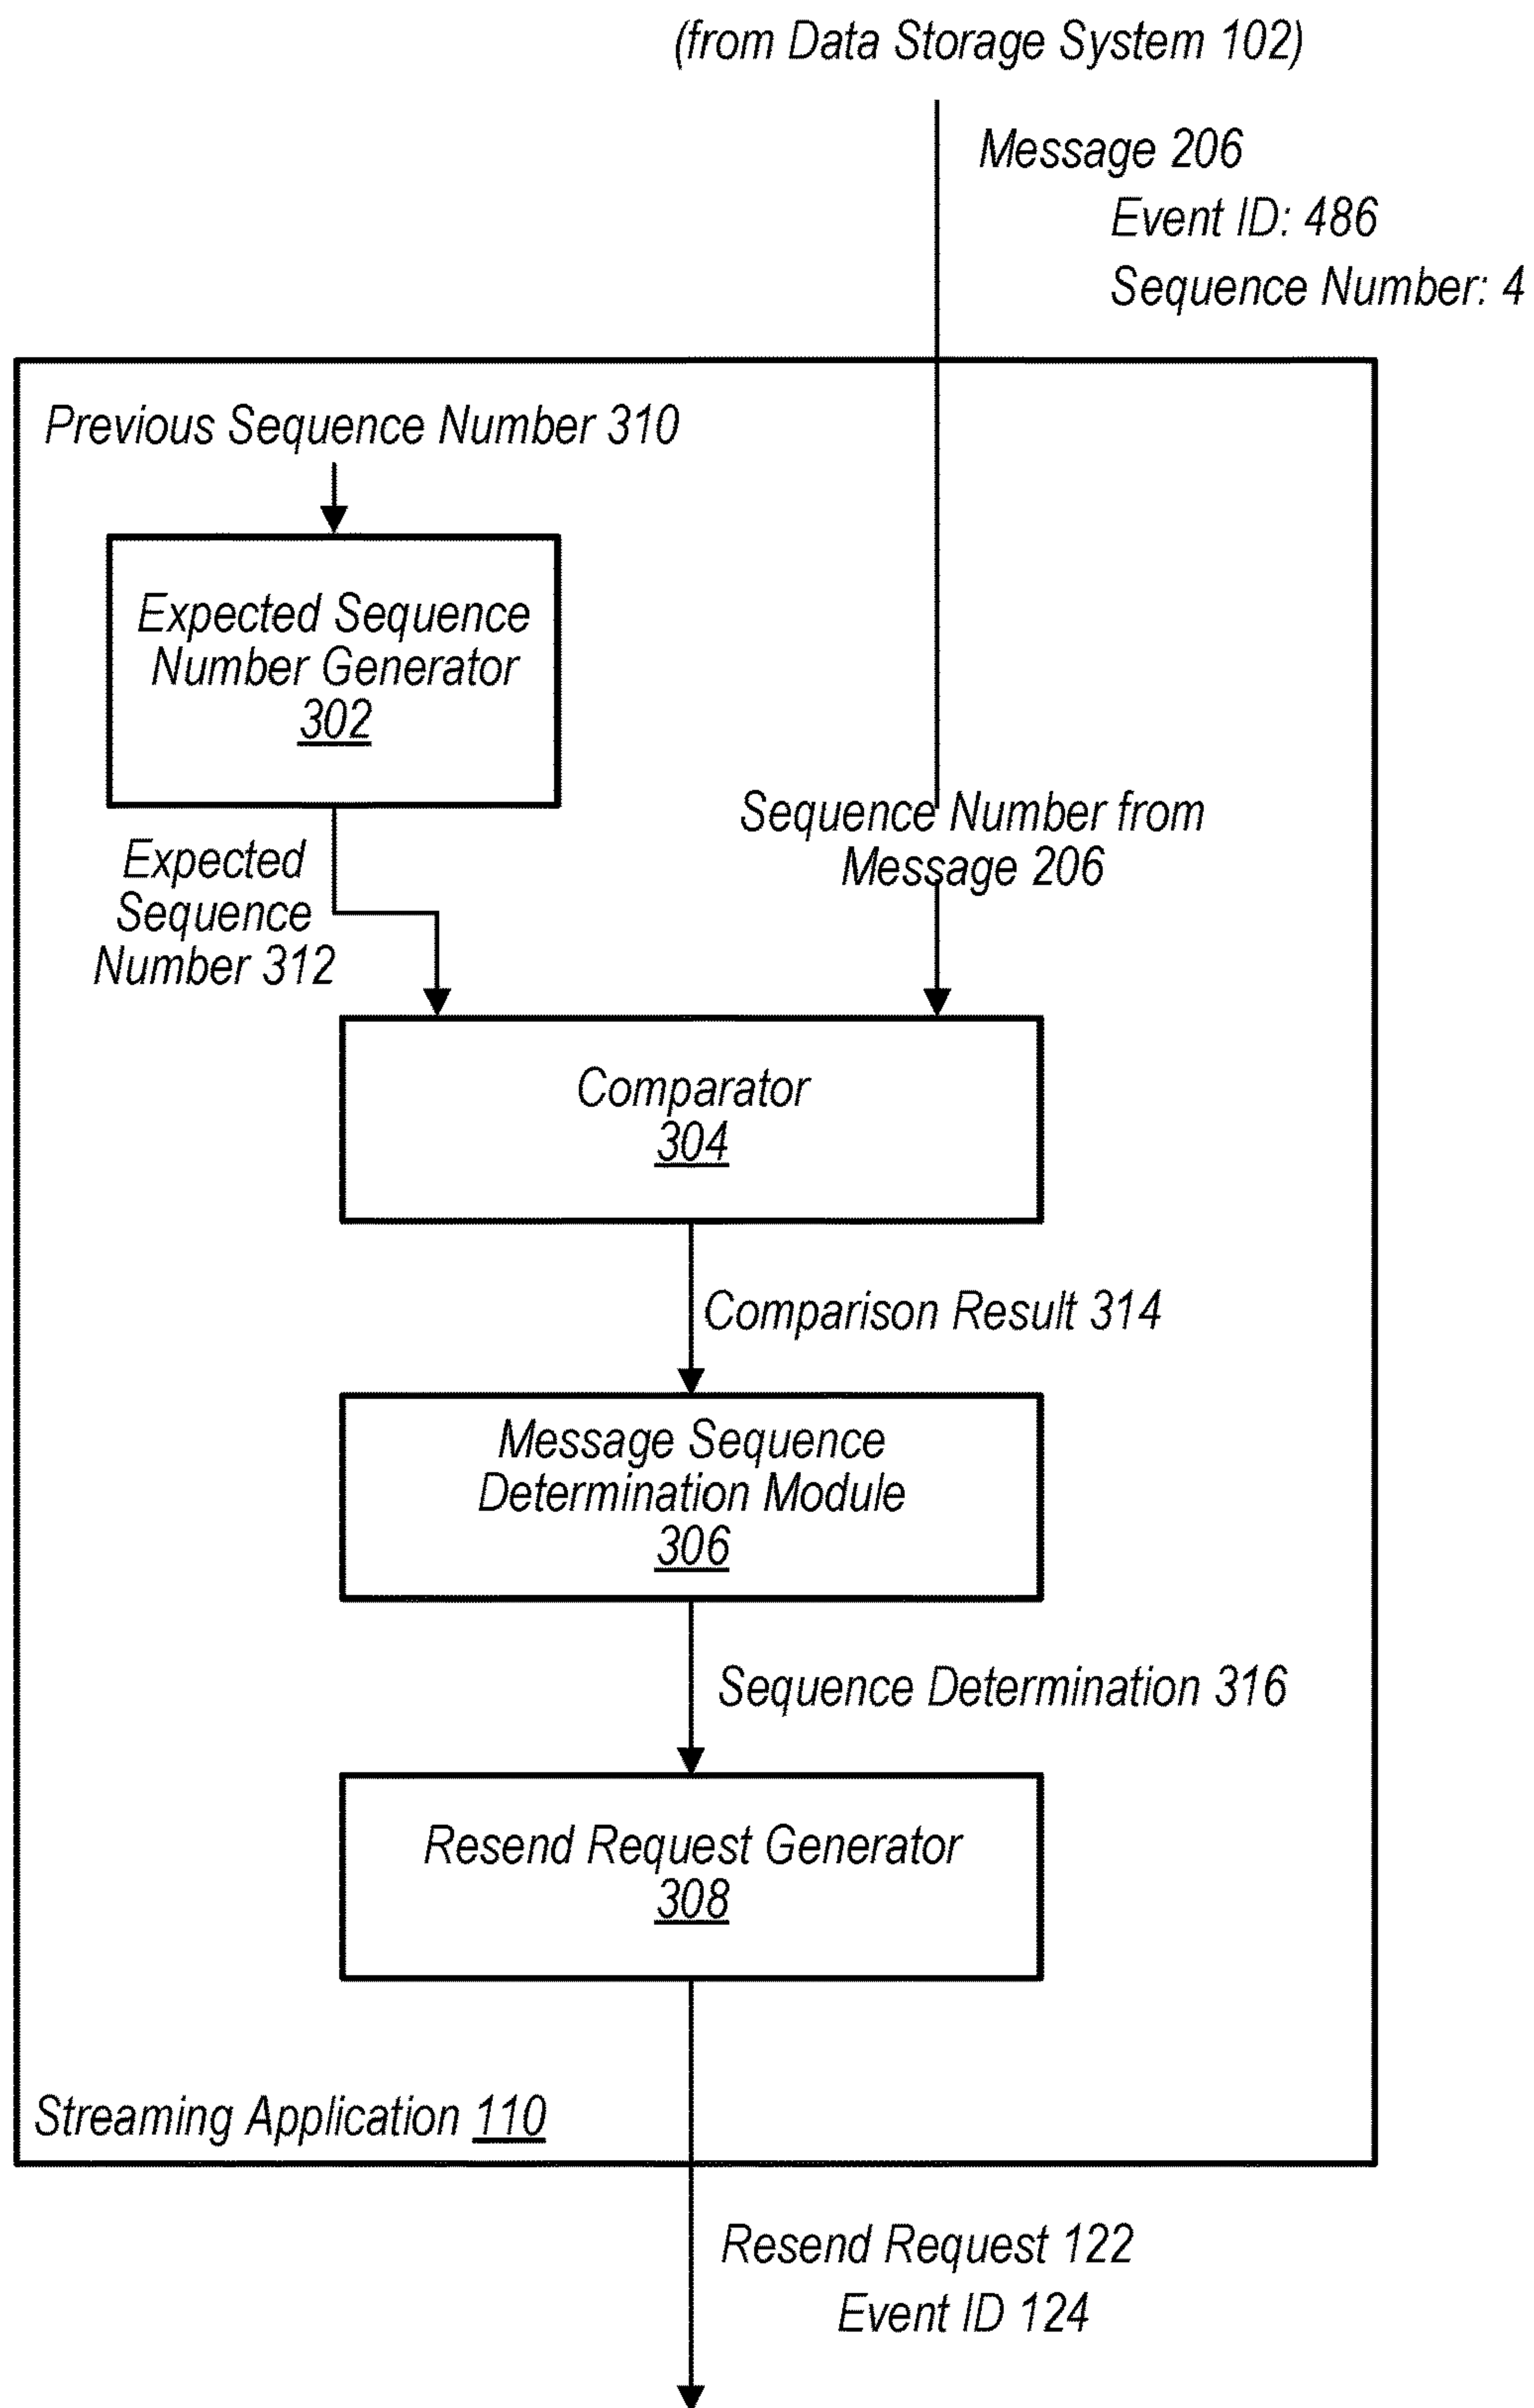 (from Data Storage System 102)
Message 206
Event ID: 486
Sequence Number: 4
Previous Sequence Number 310
Expected Sequence
Number Generator
302
Expected
Sequence
Number 312
Sequence Number from
Message 206
Comparator
304
Comparison Result 314
Message Sequence
Determination Module
306
Sequence Determination 316
Resend Request Generator
308
Streaming Application 110
Resend Request 122
Event ID 124